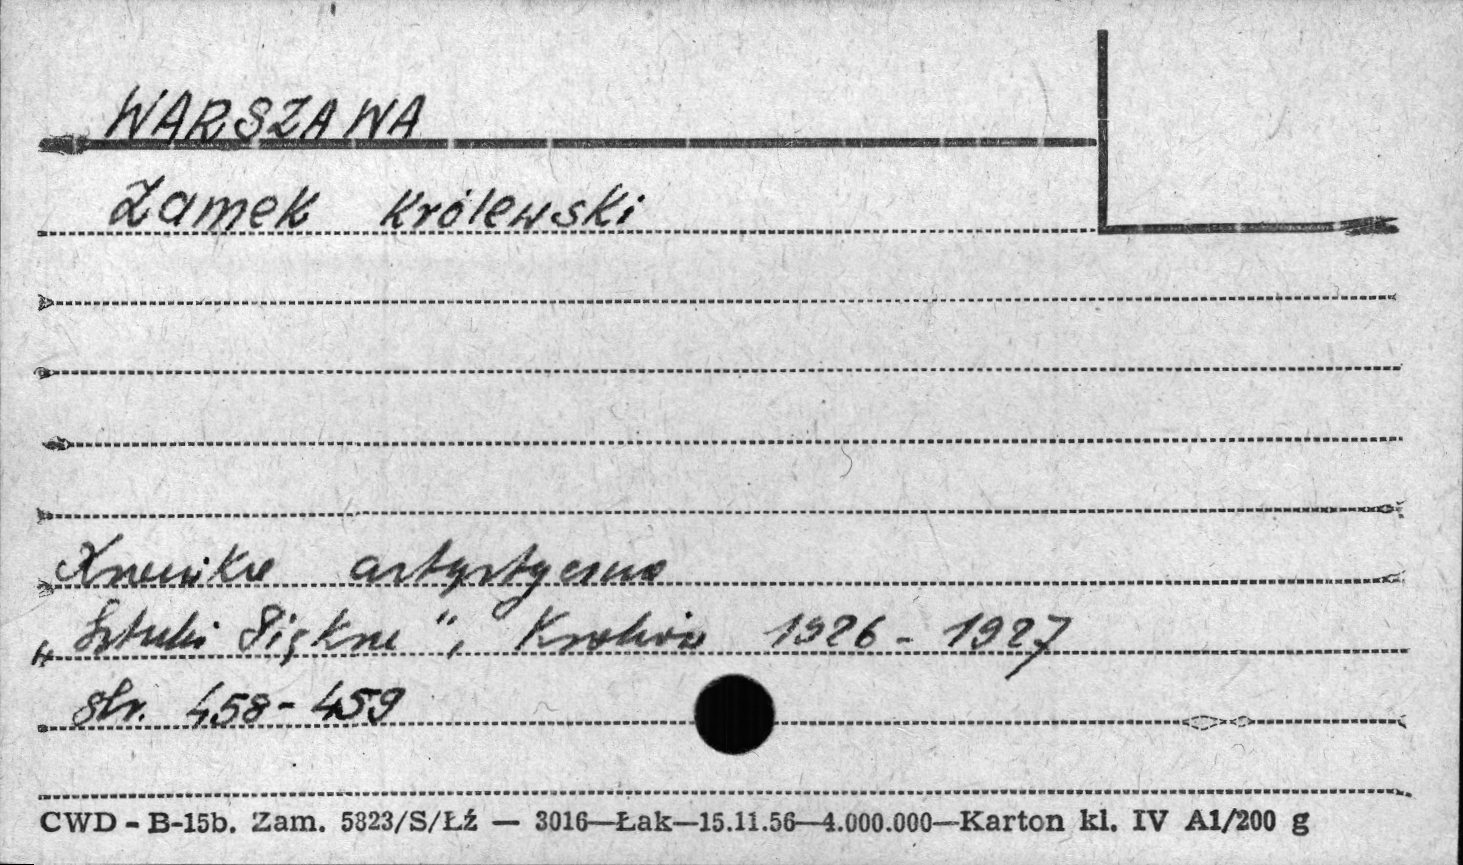 WARSZAWA
Zamek Królewski
Kronika artystyczna
„Sztuki Piękne", Kraków 1926 - 1927
str. 458 - 459
CWD - B-15b. Zam. 5823/S/Łź — 3016—Łak—15.11.56—4.000.000—Karton kl. IV A1/200 g